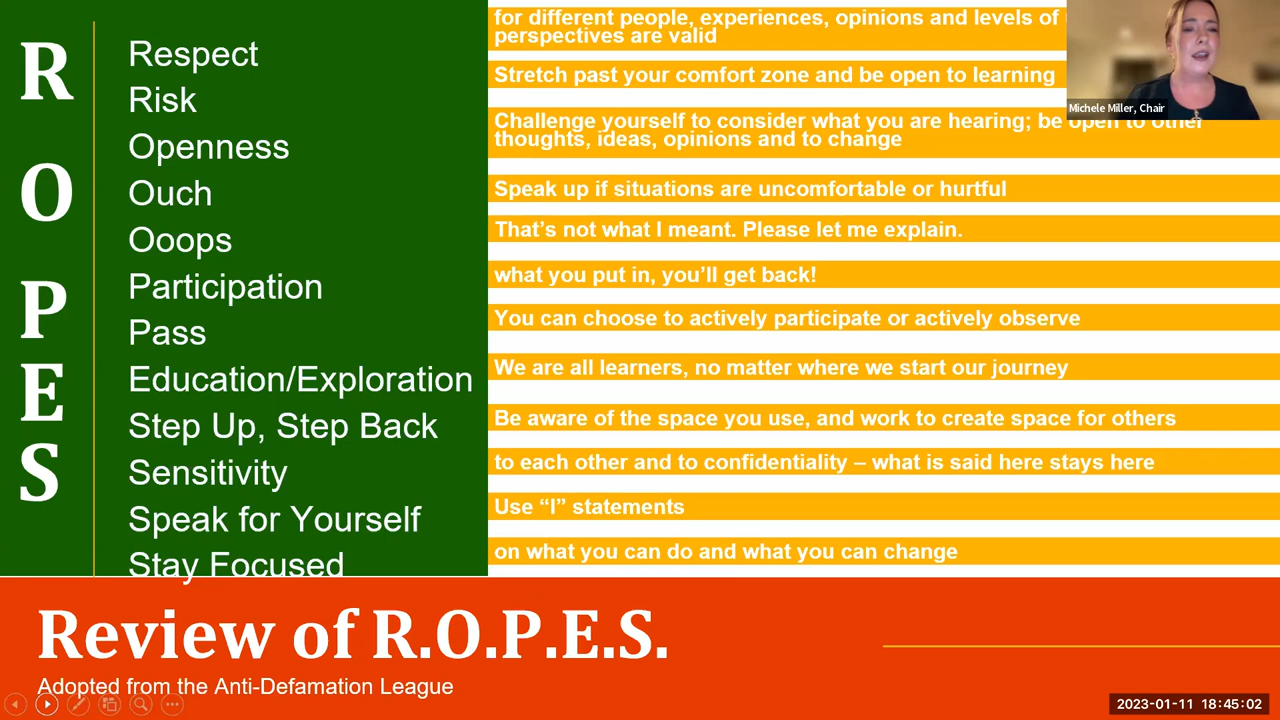 R
O
P
E
S
Respect
Risk
Openness
Ouch
Ooops
Participation
Pass
Education/Exploration
Step Up, Step Back
Sensitivity
Speak for Yourself
Stay Focused
for different people, experiences, opinions and levels of
perspectives are valid
Stretch past your comfort zone and be open to learning
Challenge yourself to consider what you are hearing; be open to other
thoughts, ideas, opinions and to change
Speak up if situations are uncomfortable or hurtful
That’s not what I meant. Please let me explain.
what you put in, you’ll get back!
You can choose to actively participate or actively observe
We are all learners, no matter where we start our journey
Be aware of the space you use, and work to create space for others
to each other and to confidentiality – what is said here stays here
Use “I” statements
on what you can do and what you can change
Michele Miller, Chair
Review of R.O.P.E.S.
Adopted from the Anti-Defamation League
2023-01-11 18:45:02